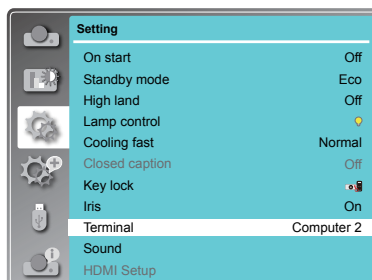 Setting
On start Off
Standby mode Eco
High land Off
Lamp control
Cooling fast Normal
Closed caption Off
Key lock
Iris On
Terminal Computer 2
Sound
HDMI Setup